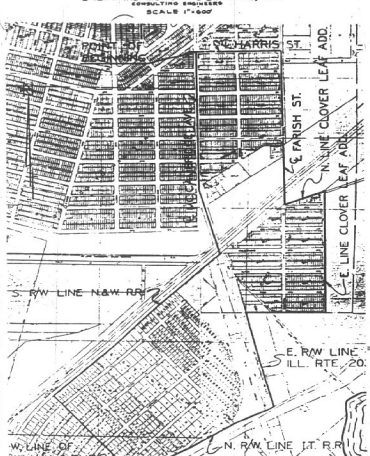 CONSULTING ENGINEERS
SCALE 1"=600'
POINT OF
BEGINNING
HARRIS ST.
℄ FARISH ST.
N. LINE CLOVER LEAF ADD.
E. LINE CLOVER LEAF ADD.
S. R/W LINE N.&W. R.R.
E. R/W LINE
ILL. RTE. 20
W. LINE OF
N. R/W LINE I.T. R.R.